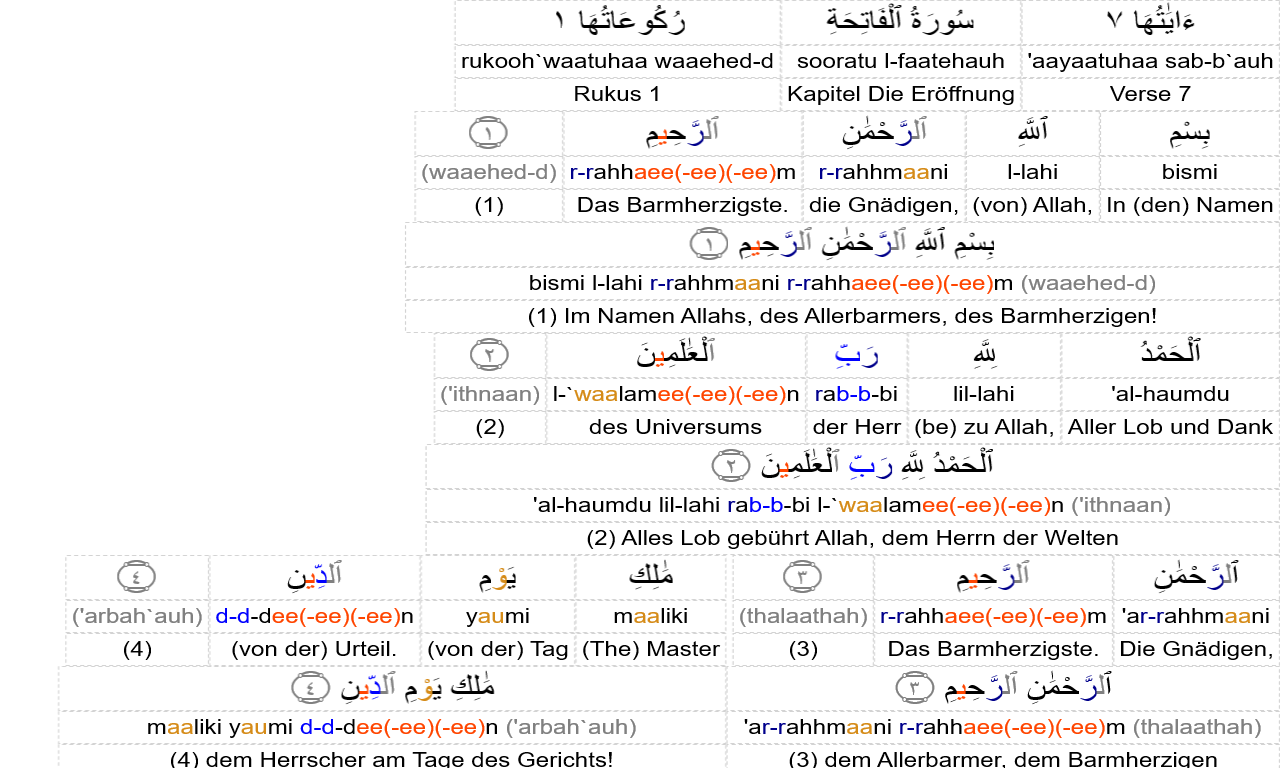 ءَايَٰتُهَا ٧ سُورَةُ ٱلْفَاتِحَةِ رُكُوعَاتُهَا ١
'aayaatuhaa sab-b`auh sooratu l-faatehauh rukooh`waatuhaa waaehed-d
Verse 7 Kapitel Die Eröffnung Rukus 1
بِسْمِ ٱللَّهِ ٱلرَّحْمَٰنِ ٱلرَّحِيمِ ١
bismi l-lahi r-rahhmaani r-rahhaee(-ee)(-ee)m (waaehed-d)
In (den) Namen (von) Allah, die Gnädigen, Das Barmherzigste. (1)
بِسْمِ ٱللَّهِ ٱلرَّحْمَٰنِ ٱلرَّحِيمِ ١
bismi l-lahi r-rahhmaani r-rahhaee(-ee)(-ee)m (waaehed-d)
(1) Im Namen Allahs, des Allerbarmers, des Barmherzigen!
ٱلْحَمْدُ لِلَّهِ رَبِّ ٱلْعَٰلَمِينَ ٢
'al-haumdu lil-lahi rab-b-bi l-`waalamee(-ee)(-ee)n ('ithnaan)
Aller Lob und Dank (be) zu Allah, der Herr des Universums (2)
ٱلْحَمْدُ لِلَّهِ رَبِّ ٱلْعَٰلَمِينَ ٢
'al-haumdu lil-lahi rab-b-bi l-`waalamee(-ee)(-ee)n ('ithnaan)
(2) Alles Lob gebührt Allah, dem Herrn der Welten
ٱلرَّحْمَٰنِ ٱلرَّحِيمِ ٣ مَٰلِكِ يَوْمِ ٱلدِّينِ ٤
'ar-rahhmaani r-rahhaee(-ee)(-ee)m (thalaathah) maaliki yaumi d-d-dee(-ee)(-ee)n ('arbah`auh)
Die Gnädigen, Das Barmherzigste. (3) (The) Master (von der) Tag (von der) Urteil. (4)
ٱلرَّحْمَٰنِ ٱلرَّحِيمِ ٣ مَٰلِكِ يَوْمِ ٱلدِّينِ ٤
'ar-rahhmaani r-rahhaee(-ee)(-ee)m (thalaathah) maaliki yaumi d-d-dee(-ee)(-ee)n ('arbah`auh)
(3) dem Allerbarmer, dem Barmherzigen (4) dem Herrscher am Tage des Gerichts!